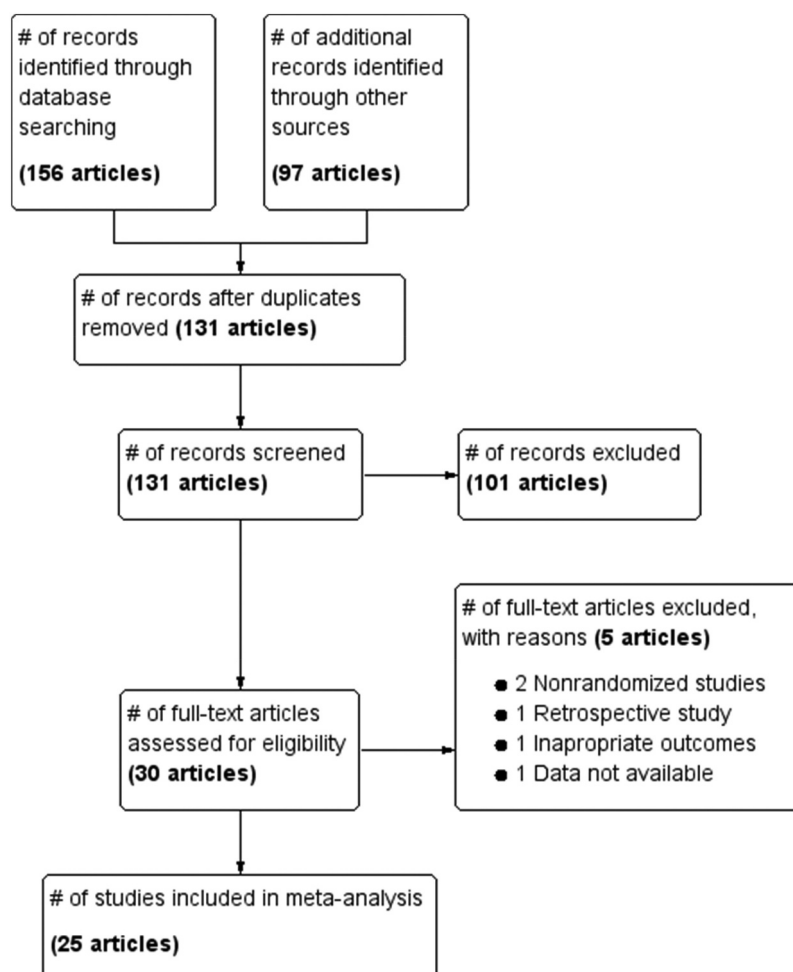 # of records
identified through
database
searching
(156 articles)
# of additional
records identified
through other
sources
(97 articles)
# of records after duplicates
removed (131 articles)
# of records screened
(131 articles)
# of records excluded
(101 articles)
# of full-text articles excluded,
with reasons (5 articles)
● 2 Nonrandomized studies
● 1 Retrospective study
● 1 Inapropriate outcomes
● 1 Data not available
# of full-text articles
assessed for eligibility
(30 articles)
# of studies included in meta-analysis
(25 articles)